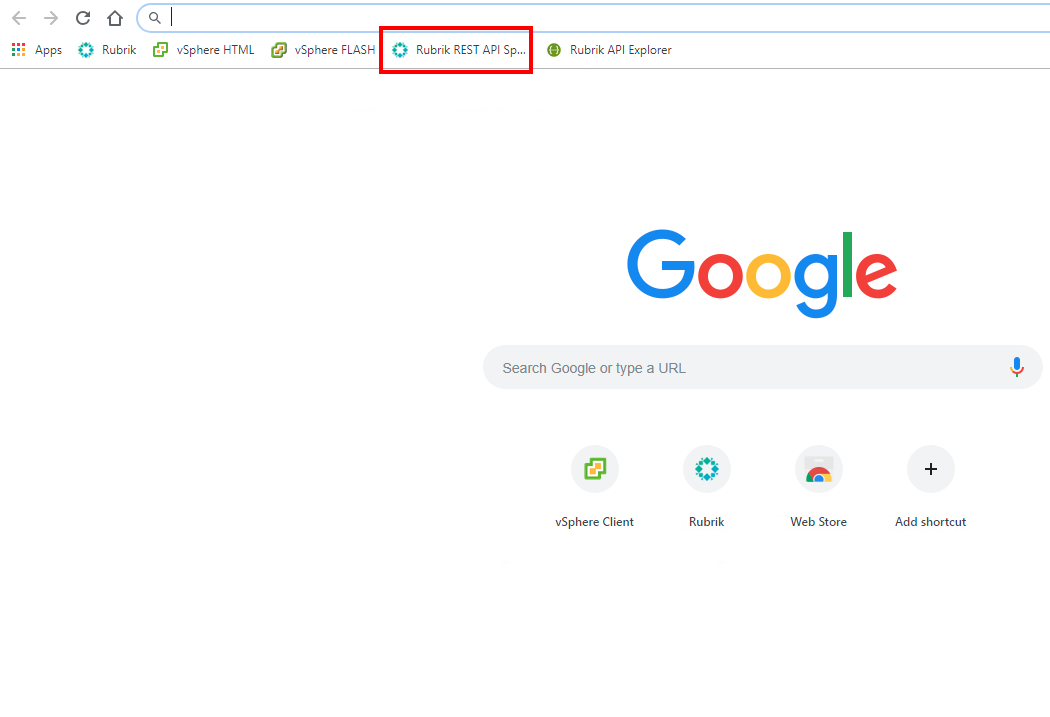 Apps Rubrik vSphere HTML vSphere FLASH Rubrik REST API Sp... Rubrik API Explorer
Google
Search Google or type a URL
vSphere Client Rubrik Web Store Add shortcut